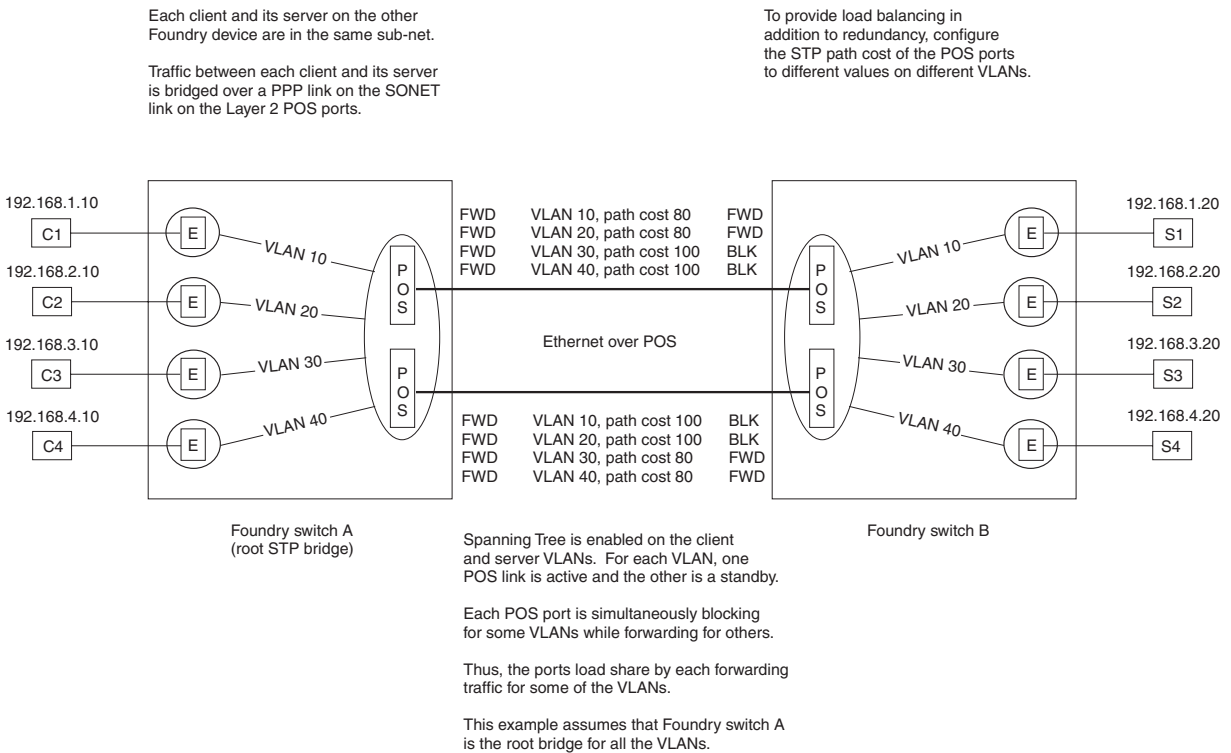 Each client and its server on the other
Foundry device are in the same sub-net.
Traffic between each client and its server
is bridged over a PPP link on the SONET
link on the Layer 2 POS ports.
To provide load balancing in
addition to redundancy, configure
the STP path cost of the POS ports
to different values on different VLANs.
192.168.1.10
C1
E
VLAN 10
192.168.2.10
C2
E
VLAN 20
192.168.3.10
C3
E
VLAN 30
192.168.4.10
C4
E
VLAN 40
POS
POS
FWD VLAN 10, path cost 80 FWD
FWD VLAN 20, path cost 80 FWD
FWD VLAN 30, path cost 100 BLK
FWD VLAN 40, path cost 100 BLK
Ethernet over POS
FWD VLAN 10, path cost 100 BLK
FWD VLAN 20, path cost 100 BLK
FWD VLAN 30, path cost 80 FWD
FWD VLAN 40, path cost 80 FWD
POS
POS
VLAN 10
E
192.168.1.20
S1
VLAN 20
E
192.168.2.20
S2
VLAN 30
E
192.168.3.20
S3
VLAN 40
E
192.168.4.20
S4
Foundry switch A
(root STP bridge)
Foundry switch B
Spanning Tree is enabled on the client
and server VLANs. For each VLAN, one
POS link is active and the other is a standby.
Each POS port is simultaneously blocking
for some VLANs while forwarding for others.
Thus, the ports load share by each forwarding
traffic for some of the VLANs.
This example assumes that Foundry switch A
is the root bridge for all the VLANs.